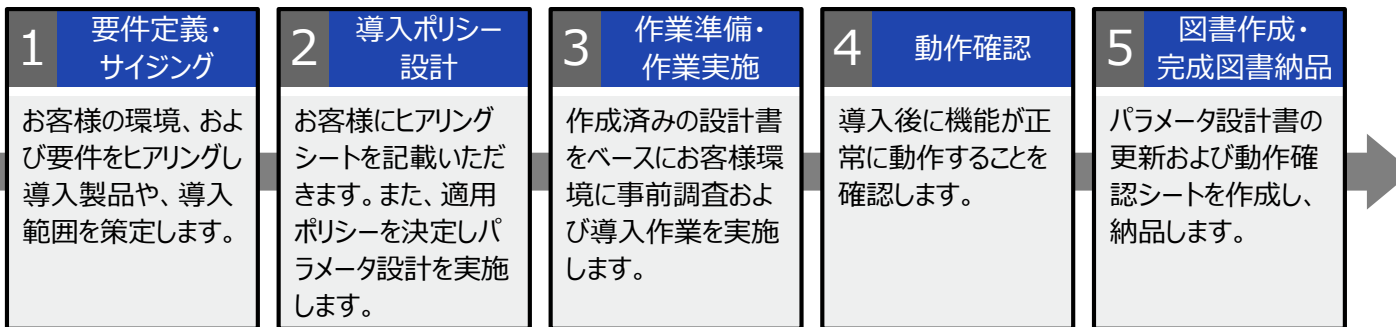 1
要件定義・
サイジング
お客様の環境、およ
び要件をヒアリングし
導入製品や、導入
範囲を策定します。
2
導入ポリシー
設計
お客様にヒアリング
シートを記載いただ
きます。また、適用
ポリシーを決定しパ
ラメータ設計を実施
します。
3
作業準備・
作業実施
作成済みの設計書
をベースにお客様環
境に事前調査およ
び導入作業を実施
します。
4
動作確認
導入後に機能が正
常に動作することを
確認します。
5
図書作成・
完成図書納品
パラメータ設計書の
更新および動作確
認シートを作成し、
納品します。